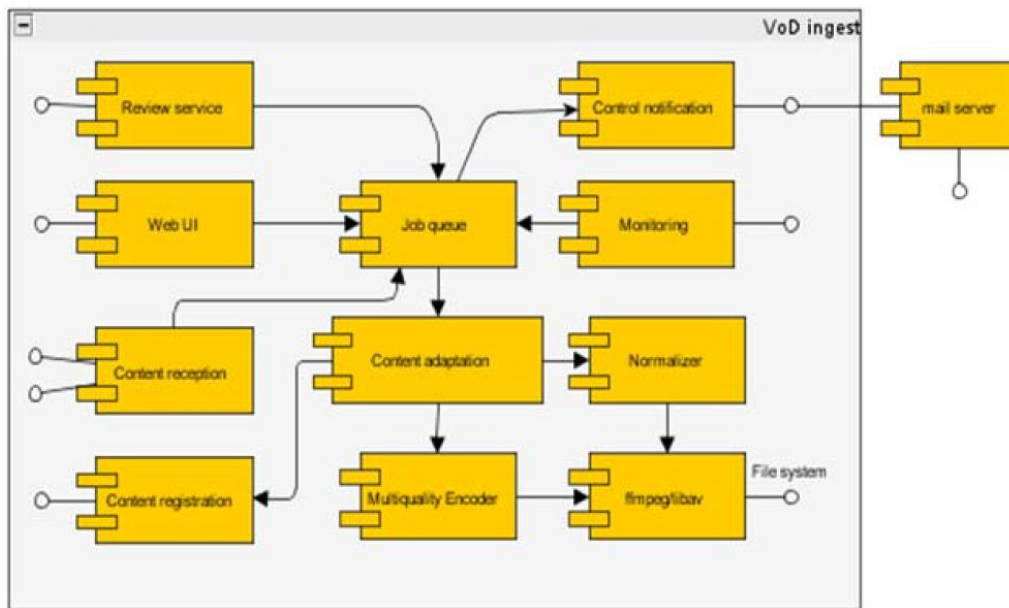 VoD ingest
Review service
Control notification
mail server
Web UI
Job queue
Monitoring
Content reception
Content adaptation
Normalizer
Content registration
Multiquality Encoder
ffmpeg/libav
File system